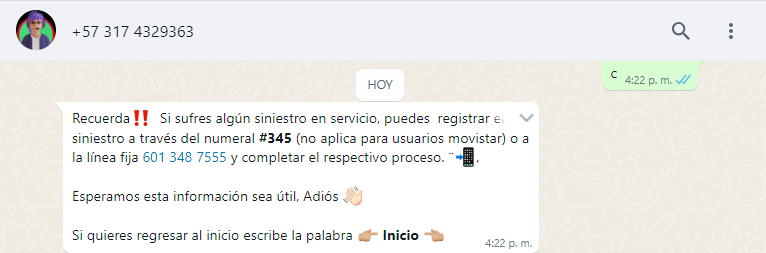 +57 317 4329363
C
4:22 p. m.
HOY
Recuerda‼️ Si sufres algún siniestro en servicio, puedes registrar el
siniestro a través del numeral #345 (no aplica para usuarios movistar) o a
la línea fija 601 348 7555 y completar el respectivo proceso. ¨📲,
Esperamos esta información sea útil, Adiós 👋🏻
Si quieres regresar al inicio escribe la palabra 👉🏼 Inicio 👈🏼
4:22 p. m.